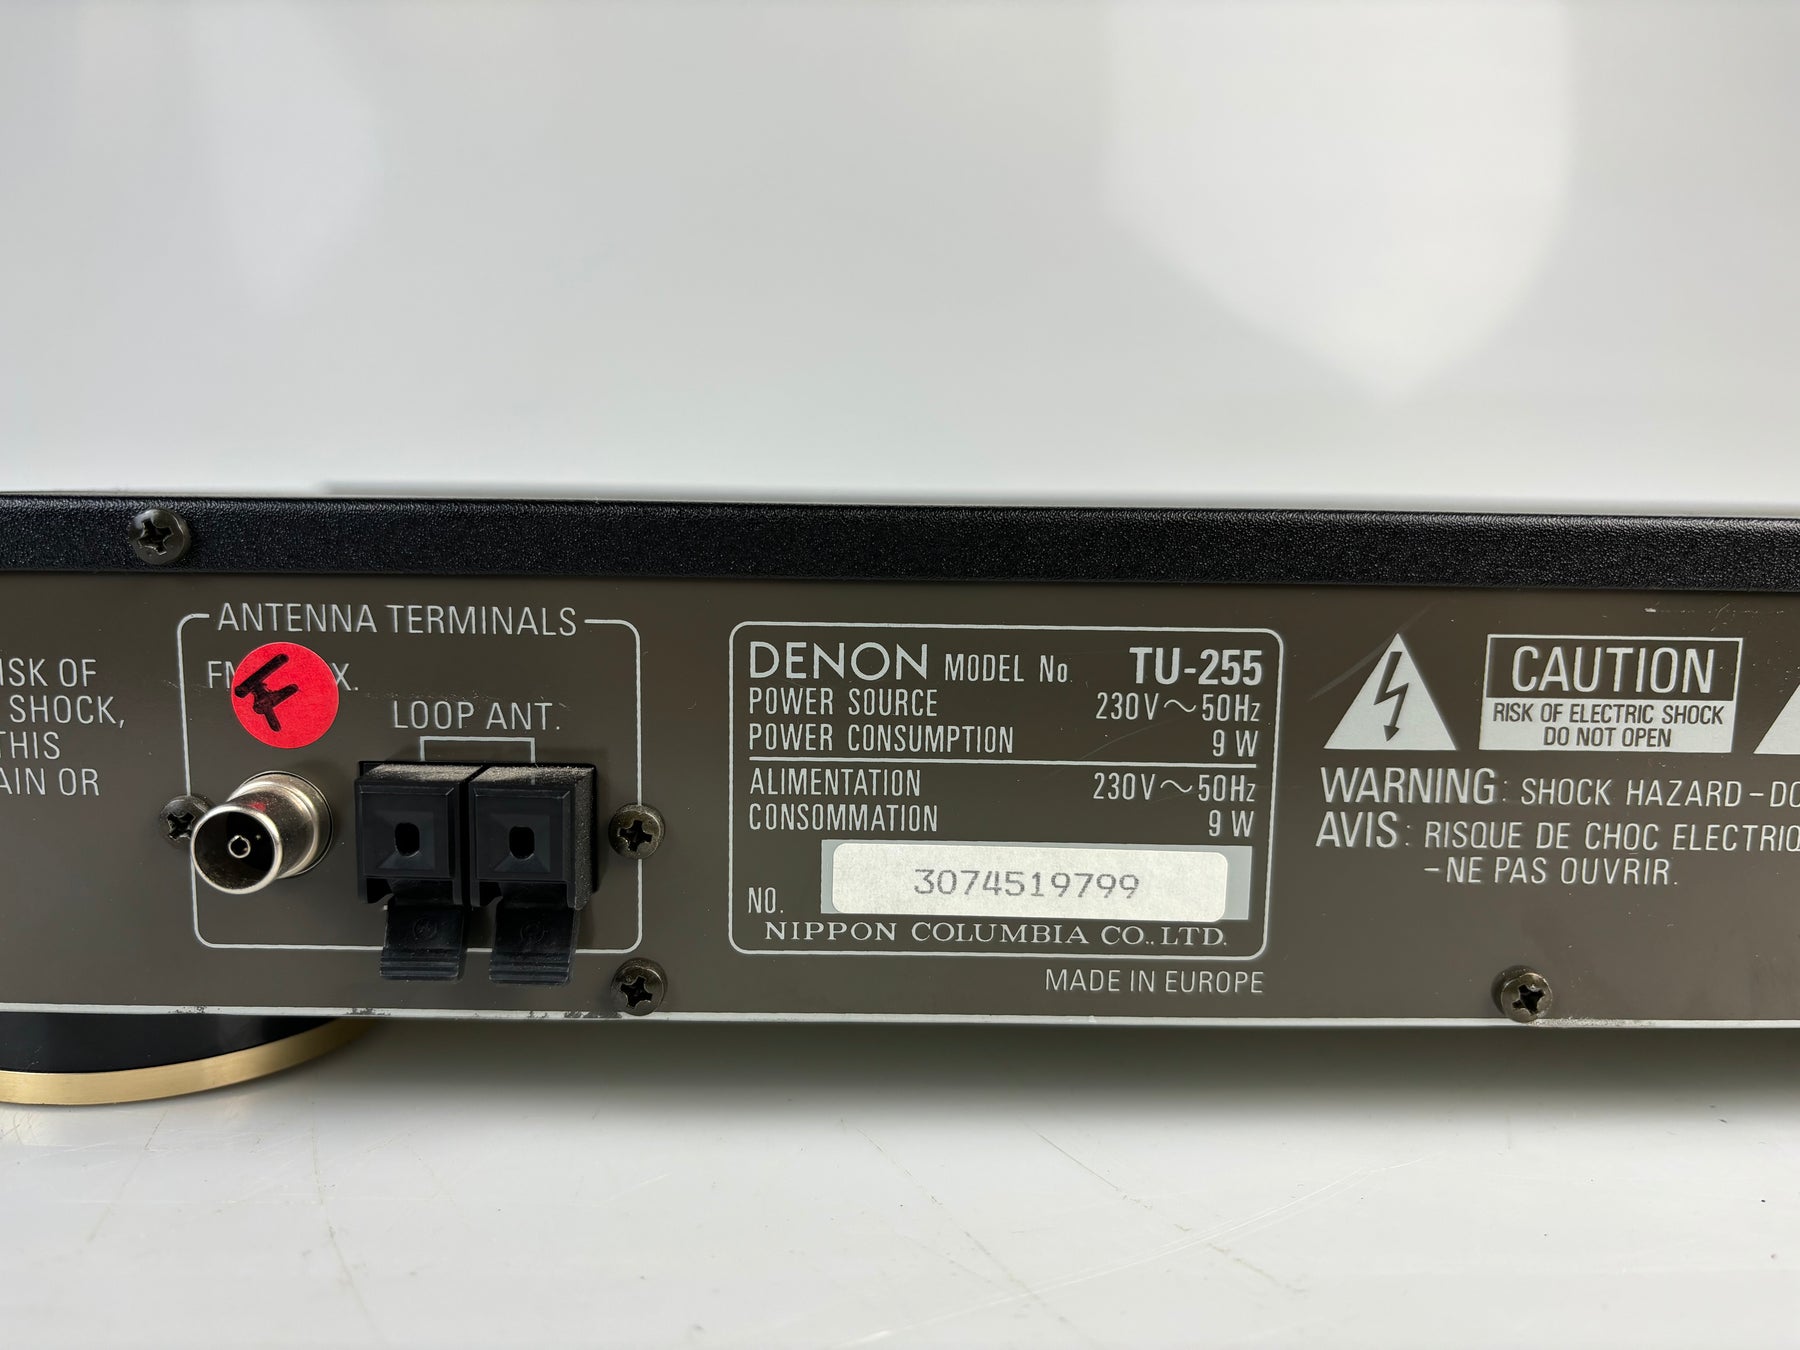 ISK OF
SHOCK,
THIS
AIN OR
ANTENNA TERMINALS
LOOP ANT.
DENON MODEL No. TU-255
POWER SOURCE 230V～50Hz
POWER CONSUMPTION 9 W
ALIMENTATION 230V～50Hz
CONSOMMATION 9 W
NO. 3074519799
NIPPON COLUMBIA CO.,LTD.
MADE IN EUROPE
CAUTION
RISK OF ELECTRIC SHOCK
DO NOT OPEN
WARNING: SHOCK HAZARD-DO
AVIS: RISQUE DE CHOC ELECTRIQ
-NE PAS OUVRIR.